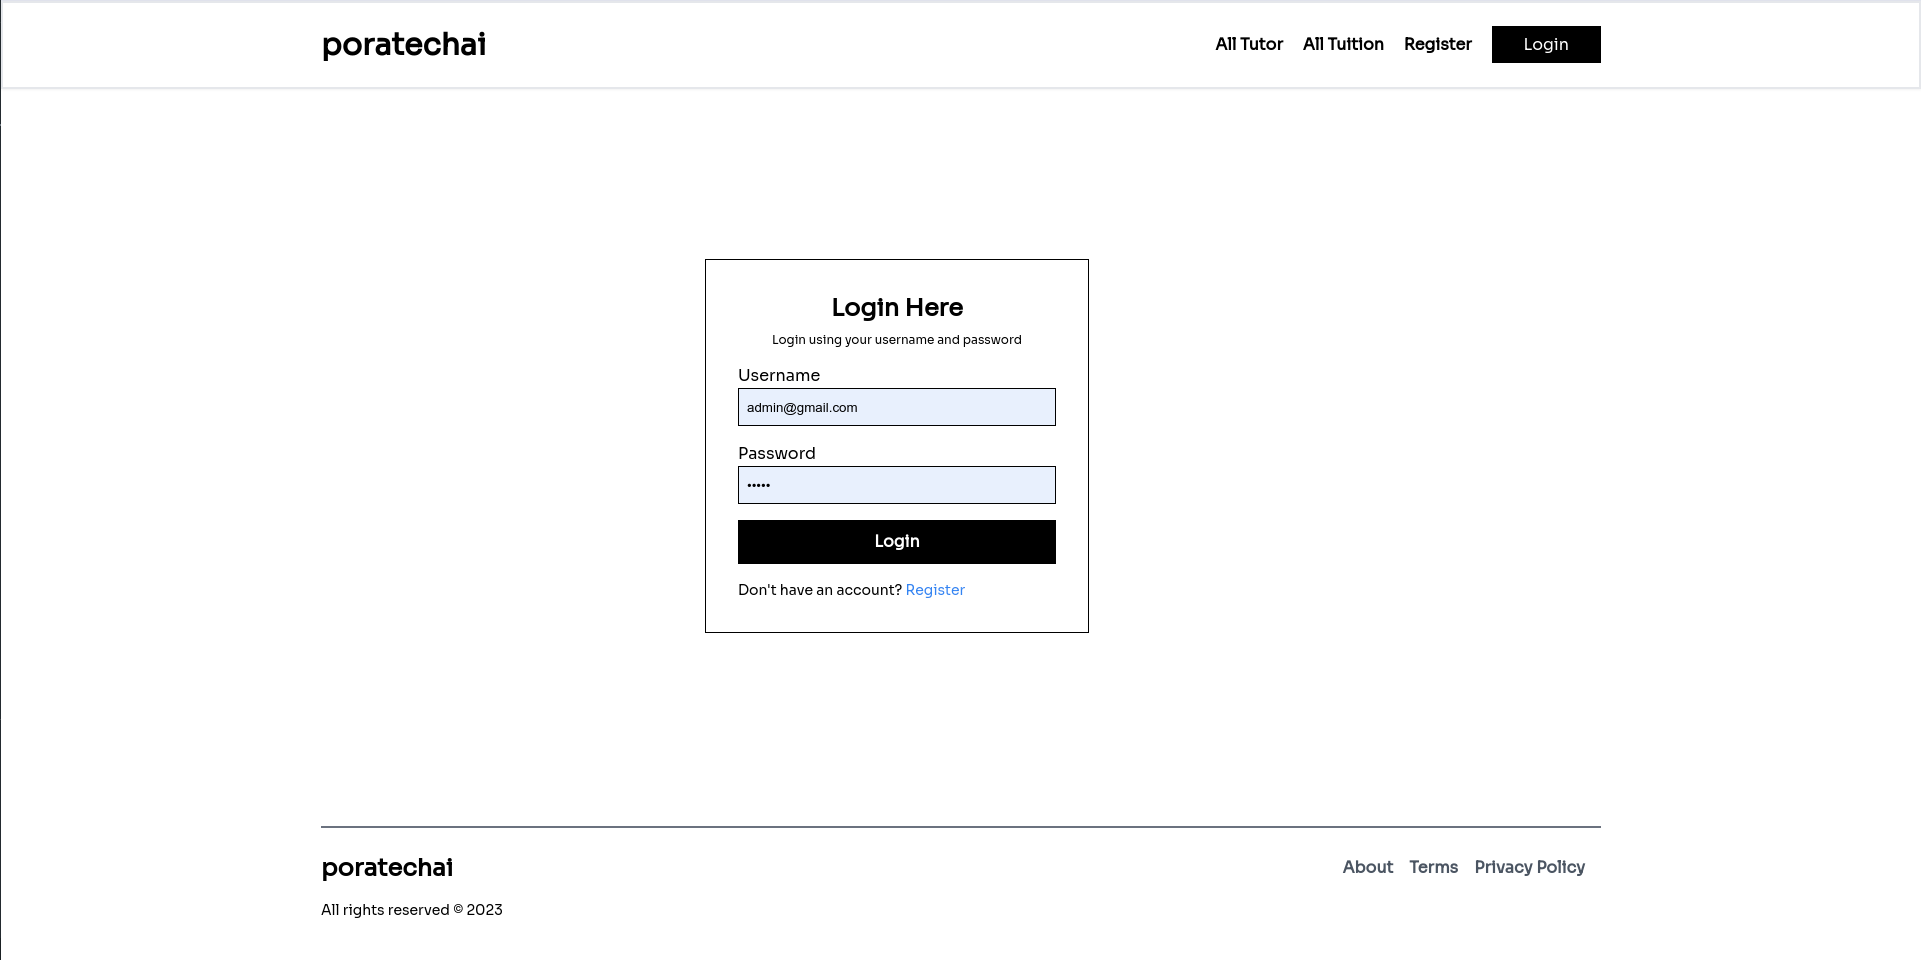 poratechai
All Tutor All Tuition Register Login
Login Here
Login using your username and password
Username
admin@gmail.com
Password
•••••
Login
Don't have an account? Register
poratechai
About Terms Privacy Policy
All rights reserved © 2023